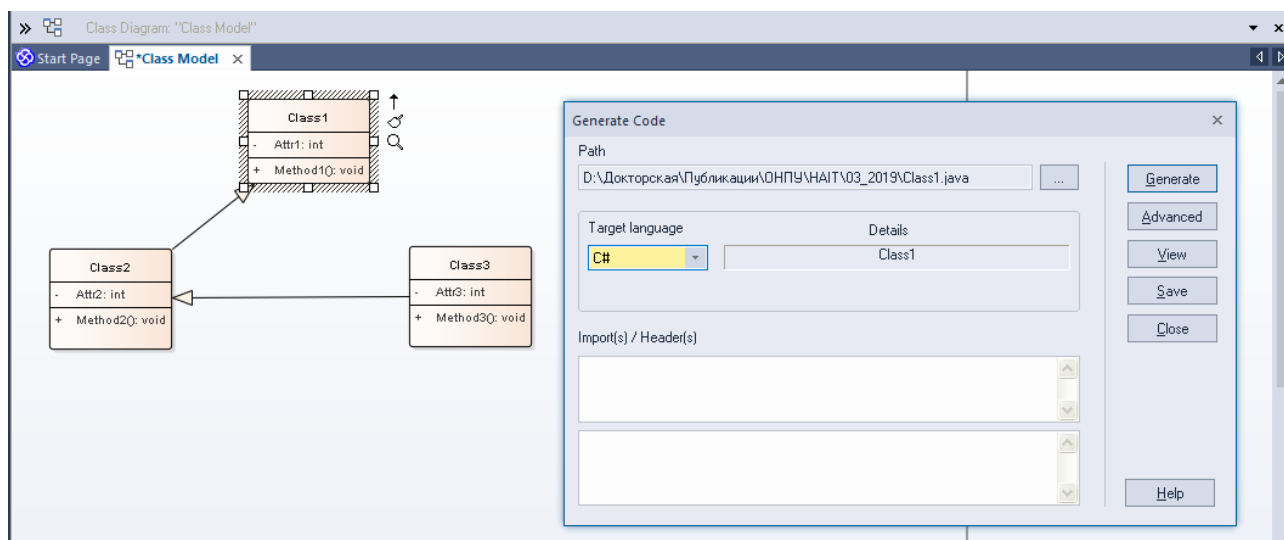 Class Diagram: "Class Model"
Start Page
*Class Model
Class1
- Attr1: int
+ Method1(): void
Class2
- Attr2: int
+ Method2(): void
Class3
- Attr3: int
+ Method3(): void
Generate Code
Path
D:\Докторская\Публикации\ОНПУ\HAIT\03_2019\Class1.java
...
Generate
Target language
Details
Advanced
C#
Class1
View
Save
Import(s) / Header(s)
Close
Help